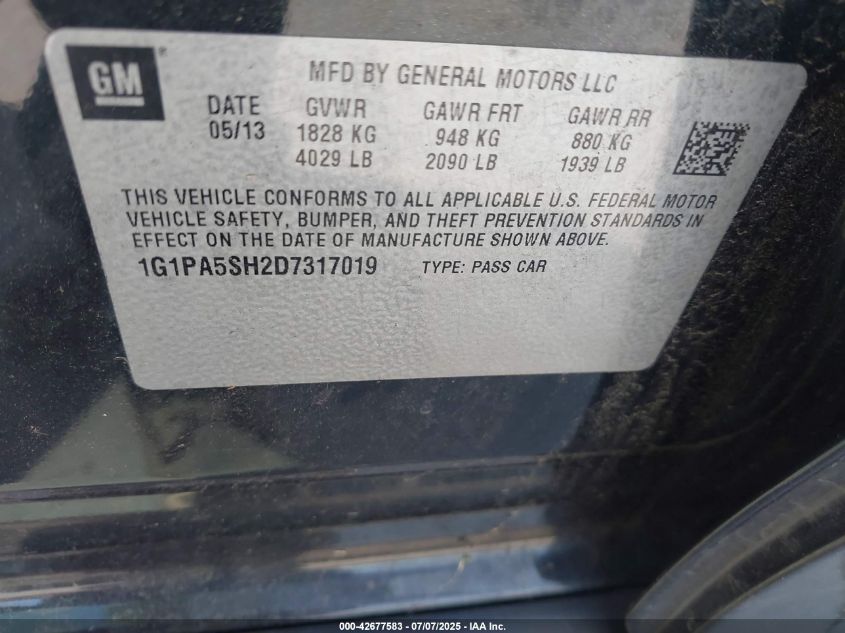 GM ®
MFD BY GENERAL MOTORS LLC
DATE GVWR GAWR FRT GAWR RR
05/13 1828 KG 948 KG 880 KG
4029 LB 2090 LB 1939 LB
THIS VEHICLE CONFORMS TO ALL APPLICABLE U.S. FEDERAL MOTOR
VEHICLE SAFETY, BUMPER, AND THEFT PREVENTION STANDARDS IN
EFFECT ON THE DATE OF MANUFACTURE SHOWN ABOVE.
1G1PA5SH2D7317019 TYPE: PASS CAR
000-42677583 - 07/07/2025 - IAA Inc.